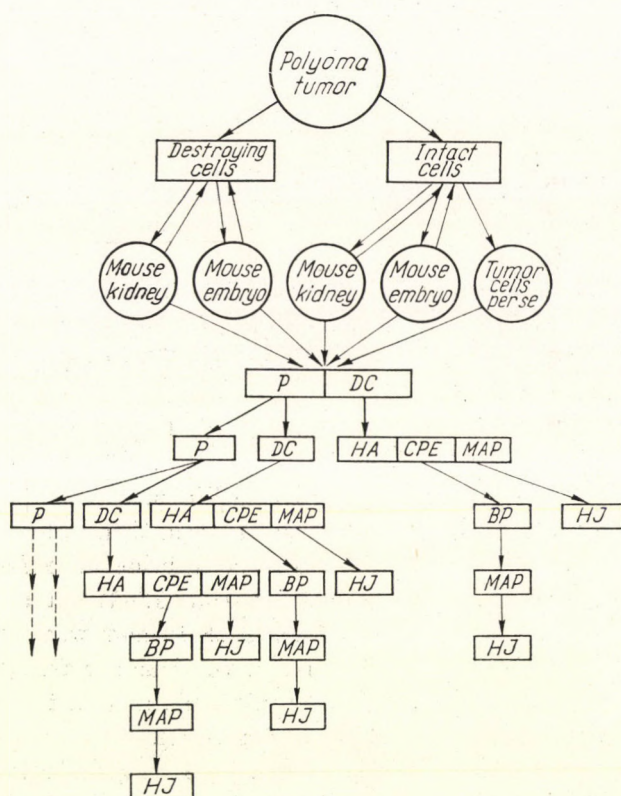 Polyoma
tumor
Destroying
cells
Intact
cells
Mouse
kidney
Mouse
embryo
Mouse
kidney
Mouse
embryo
Tumor
cells
per se
P DC
P DC HA CPE MAP
P DC HA CPE MAP BP HJ
HA CPE MAP BP HJ MAP
BP HJ MAP HJ
MAP HJ
HJ